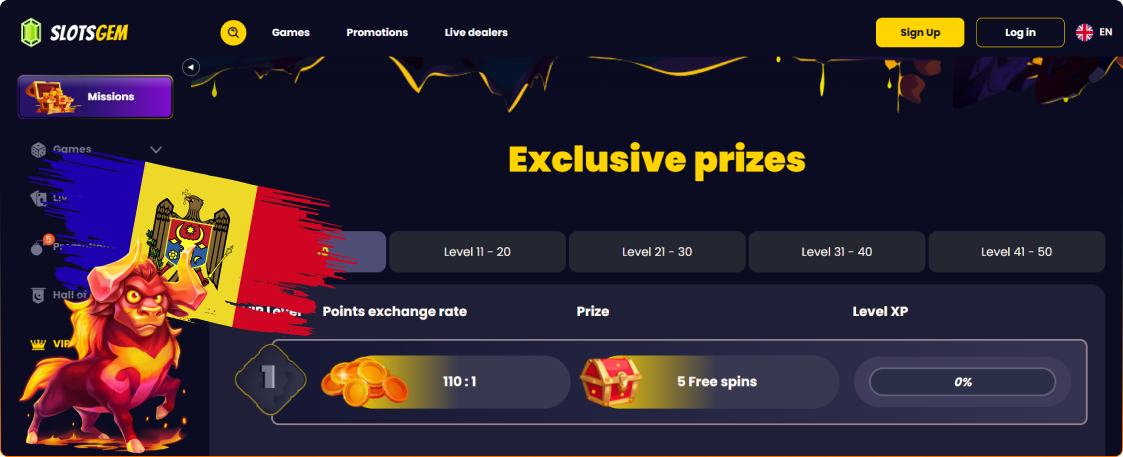 SLOTSGEM
Games
Promotions
Live dealers
Sign Up
Log in
EN
Missions
Games
5
Hall of
VIP
Exclusive prizes
Level 11 - 20
Level 21 - 30
Level 31 - 40
Level 41 - 50
VIP Level
Points exchange rate
Prize
Level XP
1
110 : 1
5 Free spins
0%